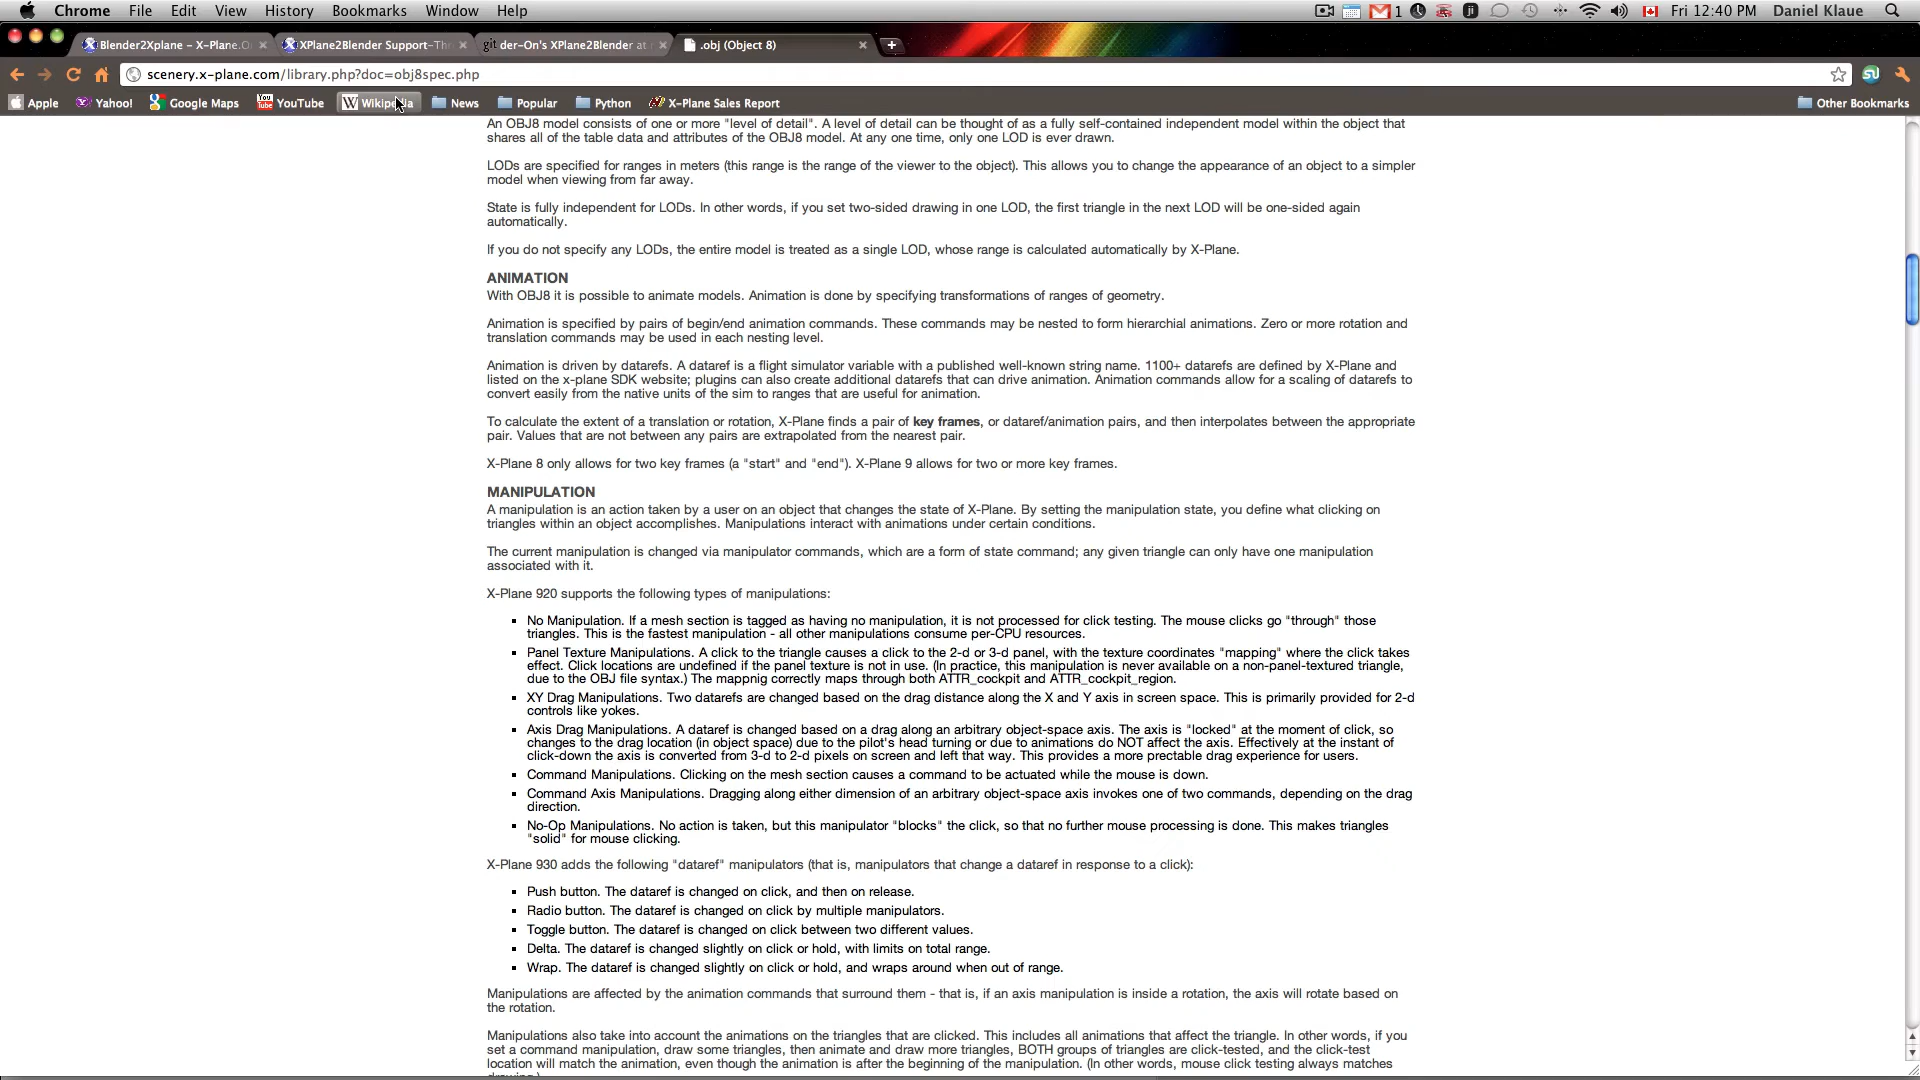 Chrome File Edit View History Bookmarks Window Help 1 Fri 12:40 PM Daniel Klaue
Blender2Xplane – X-Plane.O XPlane2Blender Support-Th git der-On's XPlane2Blender at .obj (Object 8)
scenery.x-plane.com/library.php?doc=obj8spec.php
Apple Yahoo! Google Maps YouTube Wikipedia News Popular Python X-Plane Sales Report Other Bookmarks
An OBJ8 model consists of one or more "level of detail". A level of detail can be thought of as a fully self-contained independent model within the object that
shares all of the table data and attributes of the OBJ8 model. At any one time, only one LOD is ever drawn.
LODs are specified for ranges in meters (this range is the range of the viewer to the object). This allows you to change the appearance of an object to a simpler
model when viewing from far away.
State is fully independent for LODs. In other words, if you set two-sided drawing in one LOD, the first triangle in the next LOD will be one-sided again
automatically.
If you do not specify any LODs, the entire model is treated as a single LOD, whose range is calculated automatically by X-Plane.
ANIMATION
With OBJ8 it is possible to animate models. Animation is done by specifying transformations of ranges of geometry.
Animation is specified by pairs of begin/end animation commands. These commands may be nested to form hierarchial animations. Zero or more rotation and
translation commands may be used in each nesting level.
Animation is driven by datarefs. A dataref is a flight simulator variable with a published well-known string name. 1100+ datarefs are defined by X-Plane and
listed on the x-plane SDK website; plugins can also create additional datarefs that can drive animation. Animation commands allow for a scaling of datarefs to
convert easily from the native units of the sim to ranges that are useful for animation.
To calculate the extent of a translation or rotation, X-Plane finds a pair of key frames, or dataref/animation pairs, and then interpolates between the appropriate
pair. Values that are not between any pairs are extrapolated from the nearest pair.
X-Plane 8 only allows for two key frames (a "start" and "end"). X-Plane 9 allows for two or more key frames.
MANIPULATION
A manipulation is an action taken by a user on an object that changes the state of X-Plane. By setting the manipulation state, you define what clicking on
triangles within an object accomplishes. Manipulations interact with animations under certain conditions.
The current manipulation is changed via manipulator commands, which are a form of state command; any given triangle can only have one manipulation
associated with it.
X-Plane 920 supports the following types of manipulations:
▪ No Manipulation. If a mesh section is tagged as having no manipulation, it is not processed for click testing. The mouse clicks go "through" those
triangles. This is the fastest manipulation - all other manipulations consume per-CPU resources.
▪ Panel Texture Manipulations. A click to the triangle causes a click to the 2-d or 3-d panel, with the texture coordinates "mapping" where the click takes
effect. Click locations are undefined if the panel texture is not in use. (In practice, this manipulation is never available on a non-panel-textured triangle,
due to the OBJ file syntax.) The mappnig correctly maps through both ATTR_cockpit and ATTR_cockpit_region.
▪ XY Drag Manipulations. Two datarefs are changed based on the drag distance along the X and Y axis in screen space. This is primarily provided for 2-d
controls like yokes.
▪ Axis Drag Manipulations. A dataref is changed based on a drag along an arbitrary object-space axis. The axis is "locked" at the moment of click, so
changes to the drag location (in object space) due to the pilot's head turning or due to animations do NOT affect the axis. Effectively at the instant of
click-down the axis is converted from 3-d to 2-d pixels on screen and left that way. This provides a more prectable drag experience for users.
▪ Command Manipulations. Clicking on the mesh section causes a command to be actuated while the mouse is down.
▪ Command Axis Manipulations. Dragging along either dimension of an arbitrary object-space axis invokes one of two commands, depending on the drag
direction.
▪ No-Op Manipulations. No action is taken, but this manipulator "blocks" the click, so that no further mouse processing is done. This makes triangles
"solid" for mouse clicking.
X-Plane 930 adds the following "dataref" manipulators (that is, manipulators that change a dataref in response to a click):
▪ Push button. The dataref is changed on click, and then on release.
▪ Radio button. The dataref is changed on click by multiple manipulators.
▪ Toggle button. The dataref is changed on click between two different values.
▪ Delta. The dataref is changed slightly on click or hold, with limits on total range.
▪ Wrap. The dataref is changed slightly on click or hold, and wraps around when out of range.
Manipulations are affected by the animation commands that surround them - that is, if an axis manipulation is inside a rotation, the axis will rotate based on
the rotation.
Manipulations also take into account the animations on the triangles that are clicked. This includes all animations that affect the triangle. In other words, if you
set a command manipulation, draw some triangles, then animate and draw more triangles, BOTH groups of triangles are click-tested, and the click-test
location will match the animation, even though the animation is after the beginning of the manipulation. (In other words, mouse click testing always matches